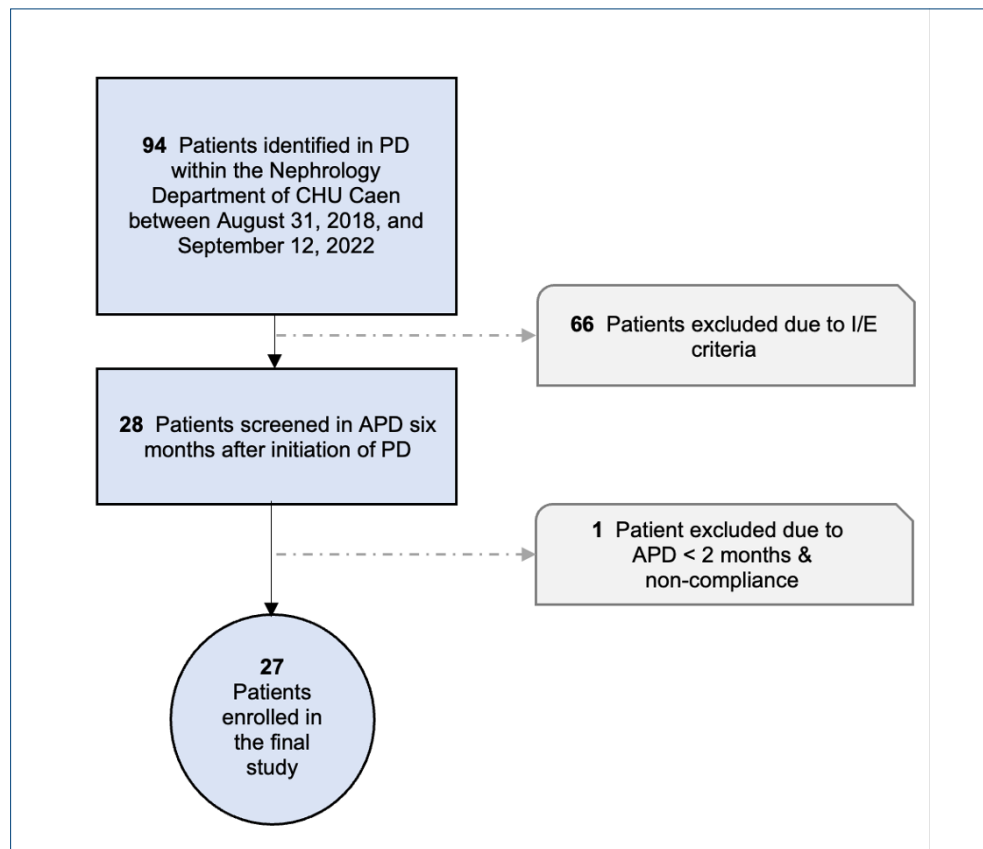 94 Patients identified in PD
within the Nephrology
Department of CHU Caen
between August 31, 2018, and
September 12, 2022
66 Patients excluded due to I/E
criteria
28 Patients screened in APD six
months after initiation of PD
1 Patient excluded due to
APD < 2 months &
non-compliance
27
Patients
enrolled in
the final
study